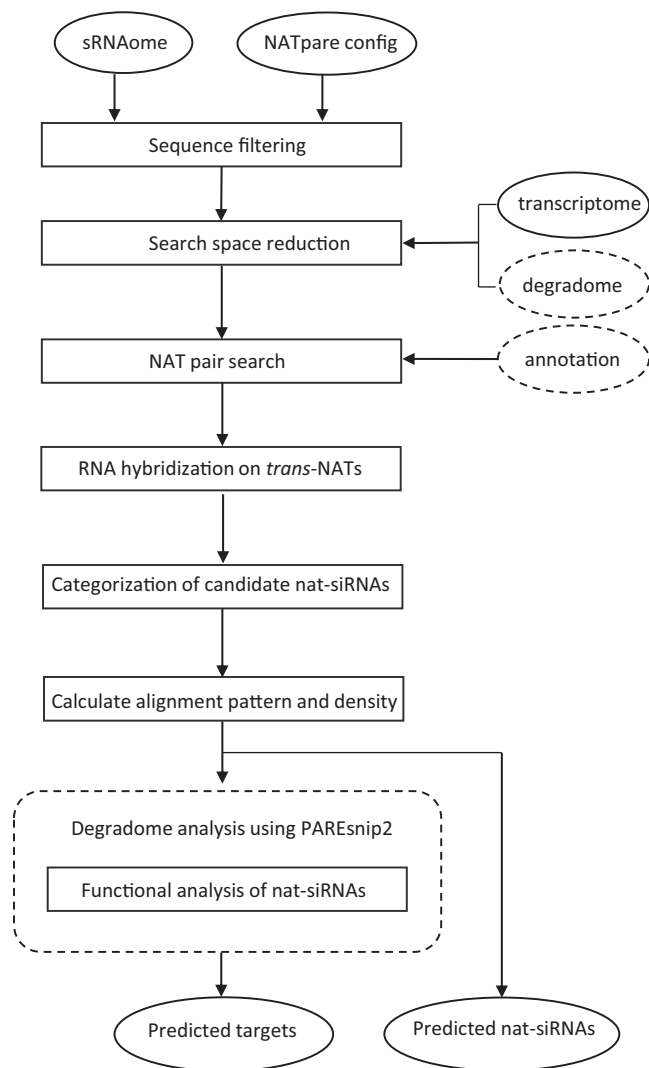 sRNAome
NATpare config
Sequence filtering
transcriptome
Search space reduction
degradome
NAT pair search
annotation
RNA hybridization on trans-NATs
Categorization of candidate nat-siRNAs
Calculate alignment pattern and density
Degradome analysis using PAREsnip2
Functional analysis of nat-siRNAs
Predicted targets
Predicted nat-siRNAs